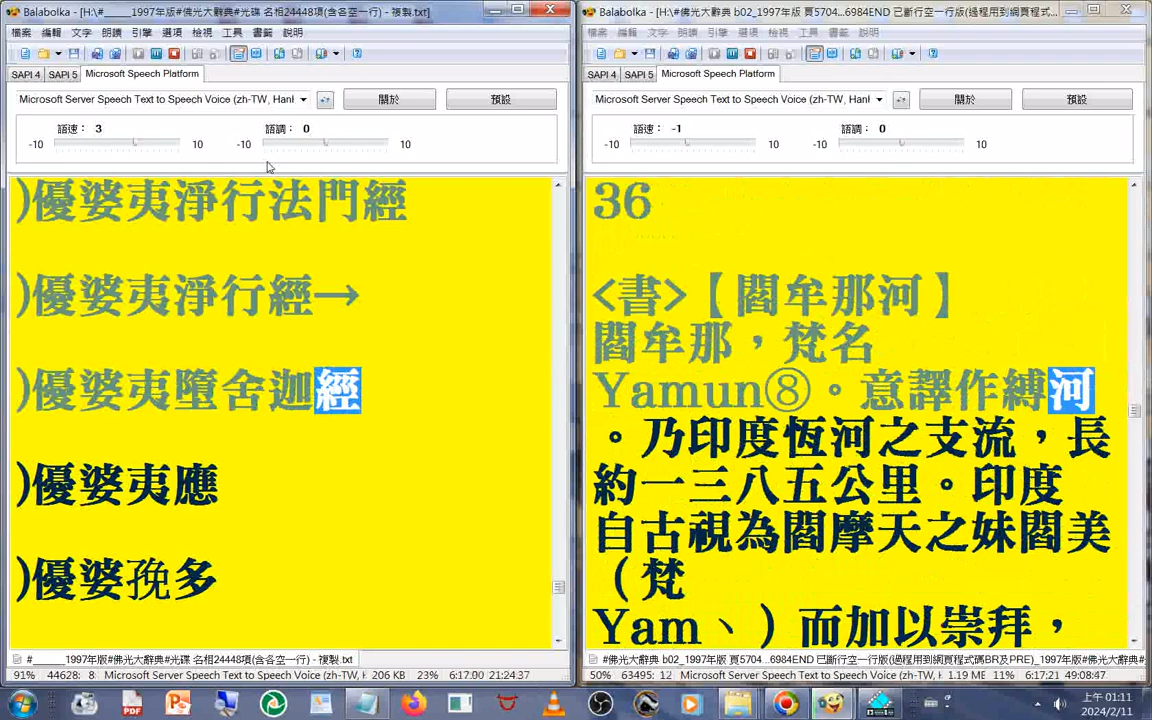 Balabolka - [H:\#_____1997年版#佛光大辭典#光碟 名相24448項(含各空一行) - 複製.txt]
檔案 編輯 文字 朗讀 引擎 選項 檢視 工具 書籤 說明
SAPI 4 SAPI 5 Microsoft Speech Platform
Microsoft Server Speech Text to Speech Voice (zh-TW, Hanl
關於 預設
語速： 3 語調： 0
-10 10 -10 10
)優婆夷淨行法門經
)優婆夷淨行經→
)優婆夷墮舍迦經
)優婆夷應
)優婆㝃多
#_____1997年版#佛光大辭典#光碟 名相24448項(含各空一行) - 複製.txt
91% 44628: 8 Microsoft Server Speech Text to Speech Voice (zh-TW, H 206 KB 23% 6:17.00 21:24:37
Balabolka - [H:\#佛光大辭典 b02_1997年版 頁5704...6984END 已斷行空一行版(過程用到網頁程式...
檔案 編輯 文字 朗讀 引擎 選項 檢視 工具 書籤 說明
SAPI 4 SAPI 5 Microsoft Speech Platform
Microsoft Server Speech Text to Speech Voice (zh-TW, Hanl
關於 預設
語速： -1 語調： 0
-10 10 -10 10
36
<書>【閻牟那河】
閻牟那，梵名
Yamun⑧。意譯作縛河
。乃印度恆河之支流，長
約一三八五公里。印度
自古視為閻摩天之妹閻美
（梵
Yam、）而加以崇拜，
#佛光大辭典 b02_1997年版 頁5704...6984END 已斷行空一行版(過程用到網頁程式碼BR及PRE)_1997年版#
50% 63495: 12 Microsoft Server Speech Text to Speech Voice (zh-TW, H 1.19 ME 11% 6:17.21 49:08:47
上午 01:11
2024/2/11